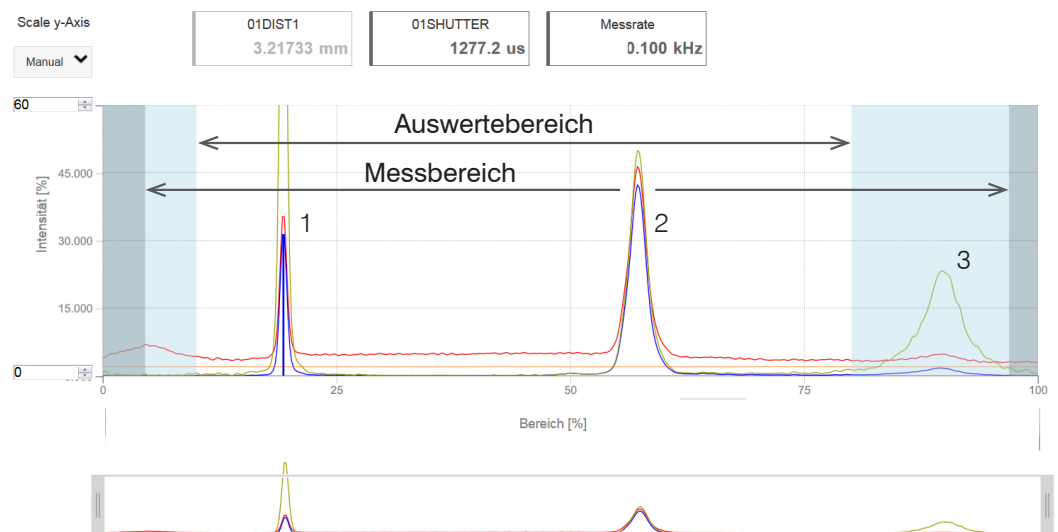 Scale y-Axis
Manual
01DIST1
3.21733 mm
01SHUTTER
1277.2 us
Messrate
0.100 kHz
60
Auswertebereich
Messbereich
45.000
30.000
15.000
0
Intensität [%]
1
2
3
0
25
50
75
100
Bereich [%]